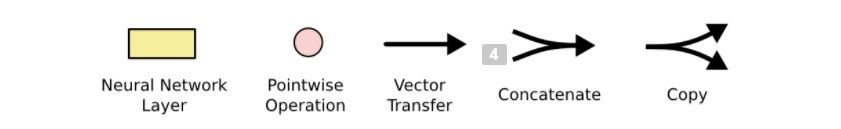 4
Neural Network
Layer
Pointwise
Operation
Vector
Transfer
Concatenate
Copy